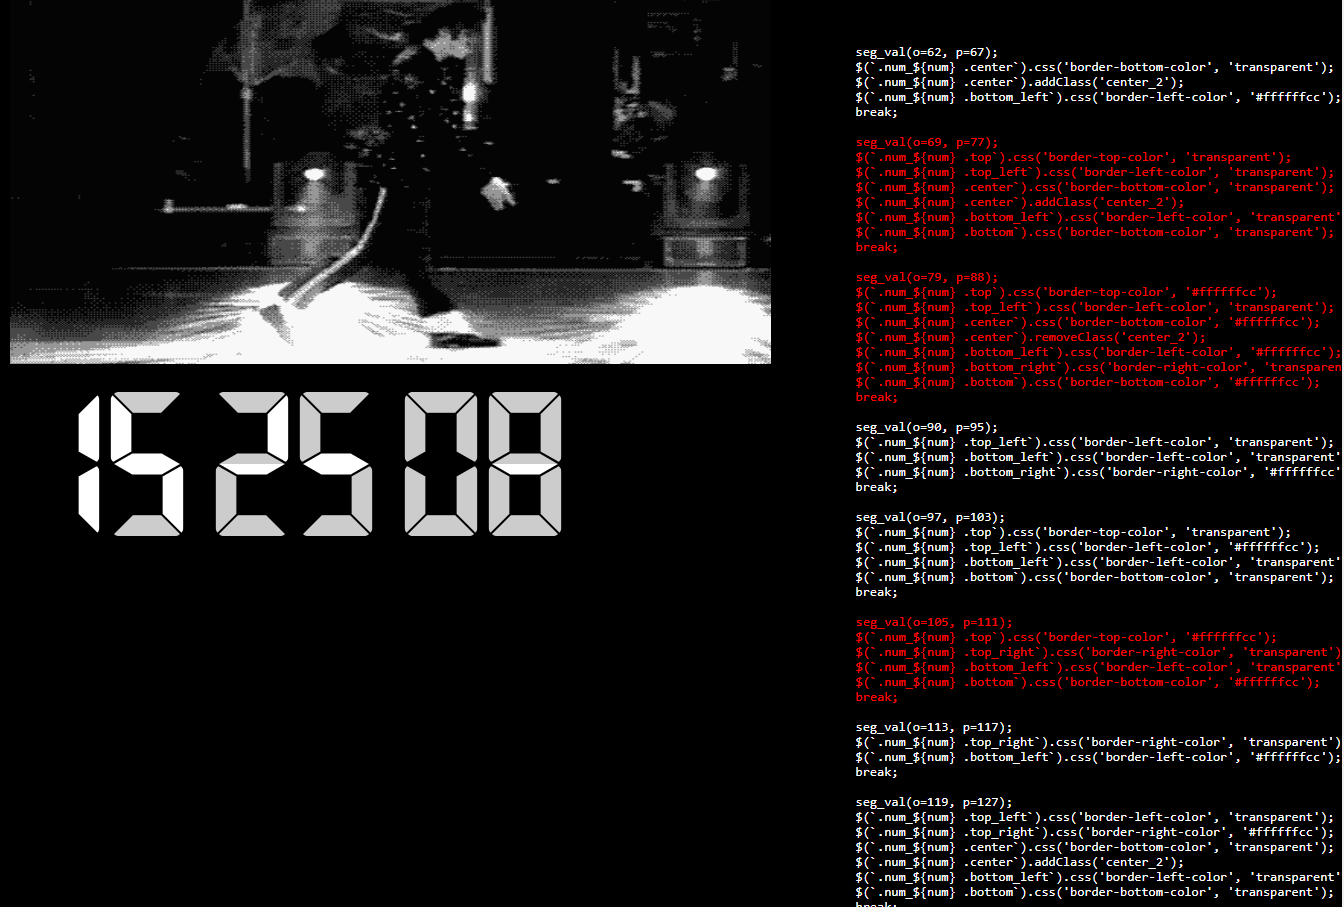 15 25 08
seg_val(o=62, p=67);
$(`.num_${num} .center`).css('border-bottom-color', 'transparent');
$(`.num_${num} .center`).addClass('center_2');
$(`.num_${num} .bottom_left`).css('border-left-color', '#ffffffcc');
break;
seg_val(o=69, p=77);
$(`.num_${num} .top`).css('border-top-color', 'transparent');
$(`.num_${num} .top_left`).css('border-left-color', 'transparent');
$(`.num_${num} .center`).css('border-bottom-color', 'transparent');
$(`.num_${num} .center`).addClass('center_2');
$(`.num_${num} .bottom_left`).css('border-left-color', 'transparent'
$(`.num_${num} .bottom`).css('border-bottom-color', 'transparent');
break;
seg_val(o=79, p=88);
$(`.num_${num} .top`).css('border-top-color', '#ffffffcc');
$(`.num_${num} .top_left`).css('border-left-color', 'transparent');
$(`.num_${num} .center`).css('border-bottom-color', '#ffffffcc');
$(`.num_${num} .center`).removeClass('center_2');
$(`.num_${num} .bottom_left`).css('border-left-color', '#ffffffcc');
$(`.num_${num} .bottom_right`).css('border-right-color', 'transparen
$(`.num_${num} .bottom`).css('border-bottom-color', '#ffffffcc');
break;
seg_val(o=90, p=95);
$(`.num_${num} .top_left`).css('border-left-color', 'transparent');
$(`.num_${num} .bottom_left`).css('border-left-color', 'transparent'
$(`.num_${num} .bottom_right`).css('border-right-color', '#ffffffcc'
break;
seg_val(o=97, p=103);
$(`.num_${num} .top`).css('border-top-color', 'transparent');
$(`.num_${num} .top_left`).css('border-left-color', '#ffffffcc');
$(`.num_${num} .bottom_left`).css('border-left-color', 'transparent'
$(`.num_${num} .bottom`).css('border-bottom-color', 'transparent');
break;
seg_val(o=105, p=111);
$(`.num_${num} .top`).css('border-top-color', '#ffffffcc');
$(`.num_${num} .top_right`).css('border-right-color', 'transparent')
$(`.num_${num} .bottom_left`).css('border-left-color', 'transparent'
$(`.num_${num} .bottom`).css('border-bottom-color', '#ffffffcc');
break;
seg_val(o=113, p=117);
$(`.num_${num} .top_right`).css('border-right-color', 'transparent')
$(`.num_${num} .bottom_left`).css('border-left-color', '#ffffffcc');
break;
seg_val(o=119, p=127);
$(`.num_${num} .top_left`).css('border-left-color', 'transparent');
$(`.num_${num} .top_right`).css('border-right-color', '#ffffffcc');
$(`.num_${num} .center`).css('border-bottom-color', 'transparent');
$(`.num_${num} .center`).addClass('center_2');
$(`.num_${num} .bottom_left`).css('border-left-color', 'transparent'
$(`.num_${num} .bottom`).css('border-bottom-color', 'transparent');